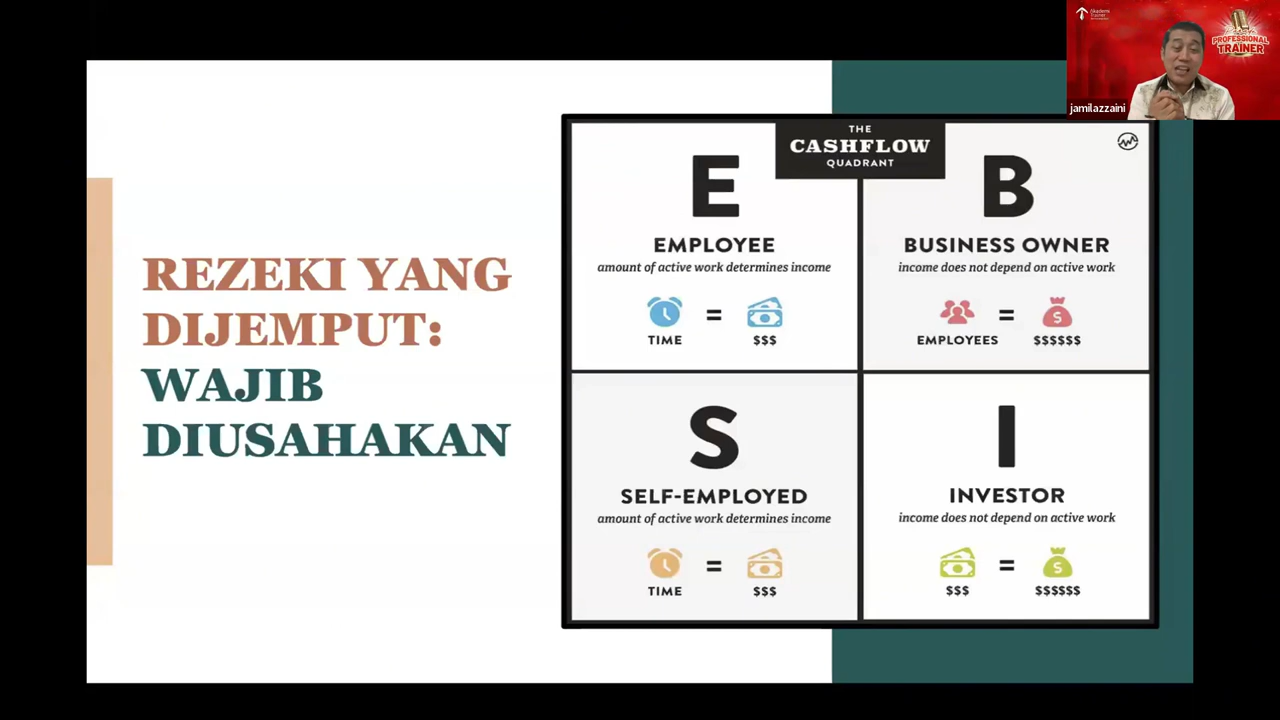 REZEKI YANG
DIJEMPUT:
WAJIB
DIUSAHAKAN
THE
CASHFLOW
QUADRANT
E
EMPLOYEE
amount of active work determines income
=
TIME $$$
B
BUSINESS OWNER
income does not depend on active work
=
EMPLOYEES $$$$$$
S
SELF-EMPLOYED
amount of active work determines income
=
TIME $$$
I
INVESTOR
income does not depend on active work
=
$$$ $$$$$$
PROFESSIONAL
TRAINER
jamilazzaini